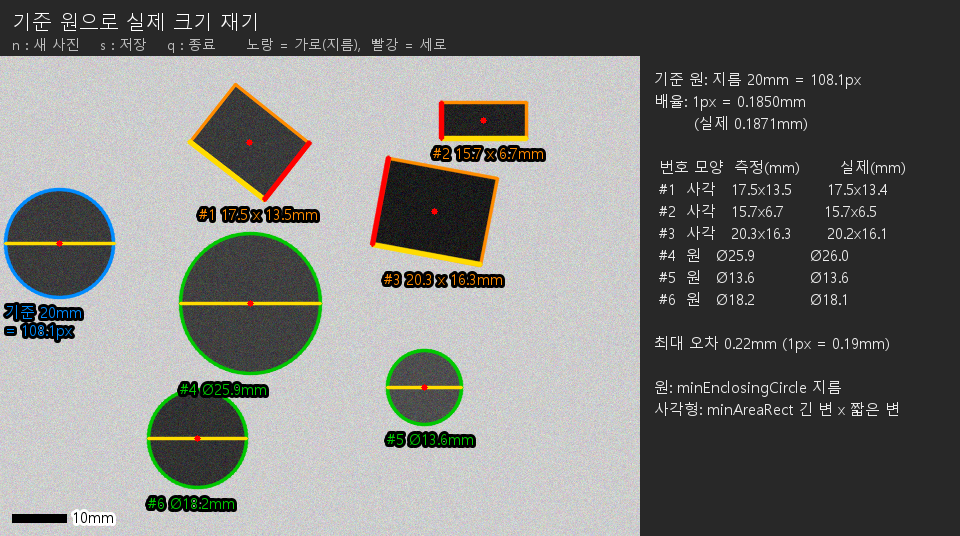 기준 원으로 실제 크기 재기
n : 새 사진 s : 저장 q : 종료 노랑 = 가로(지름), 빨강 = 세로
#2 15.7 x 6.7mm
#1 17.5 x 13.5mm
#3 20.3 x 16.3mm
기준 20mm
= 108.1px
#4 Ø25.9mm
#5 Ø13.6mm
#6 Ø18.2mm
10mm
기준 원: 지름 20mm = 108.1px
배율: 1px = 0.1850mm
(실제 0.1871mm)
번호 모양 측정(mm) 실제(mm)
#1 사각 17.5x13.5 17.5x13.4
#2 사각 15.7x6.7 15.7x6.5
#3 사각 20.3x16.3 20.2x16.1
#4 원 Ø25.9 Ø26.0
#5 원 Ø13.6 Ø13.6
#6 원 Ø18.2 Ø18.1
최대 오차 0.22mm (1px = 0.19mm)
원: minEnclosingCircle 지름
사각형: minAreaRect 긴 변 x 짧은 변